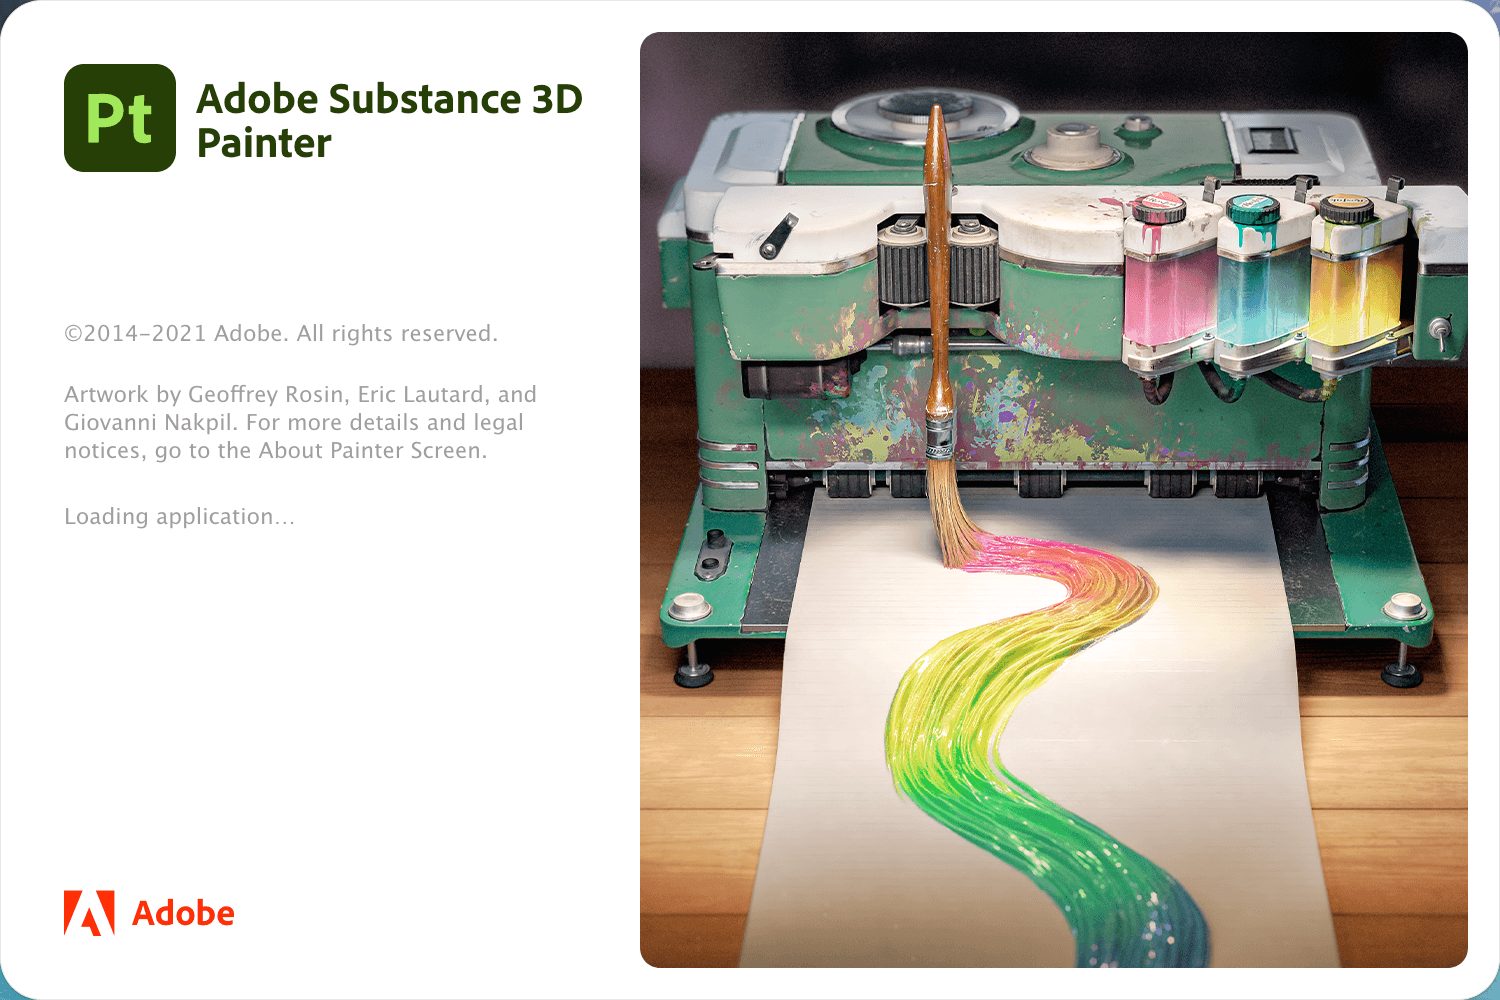 Pt
Adobe Substance 3D
Painter
©2014-2021 Adobe. All rights reserved.
Artwork by Geoffrey Rosin, Eric Lautard, and
Giovanni Nakpil. For more details and legal
notices, go to the About Painter Screen.
Loading application...
Adobe